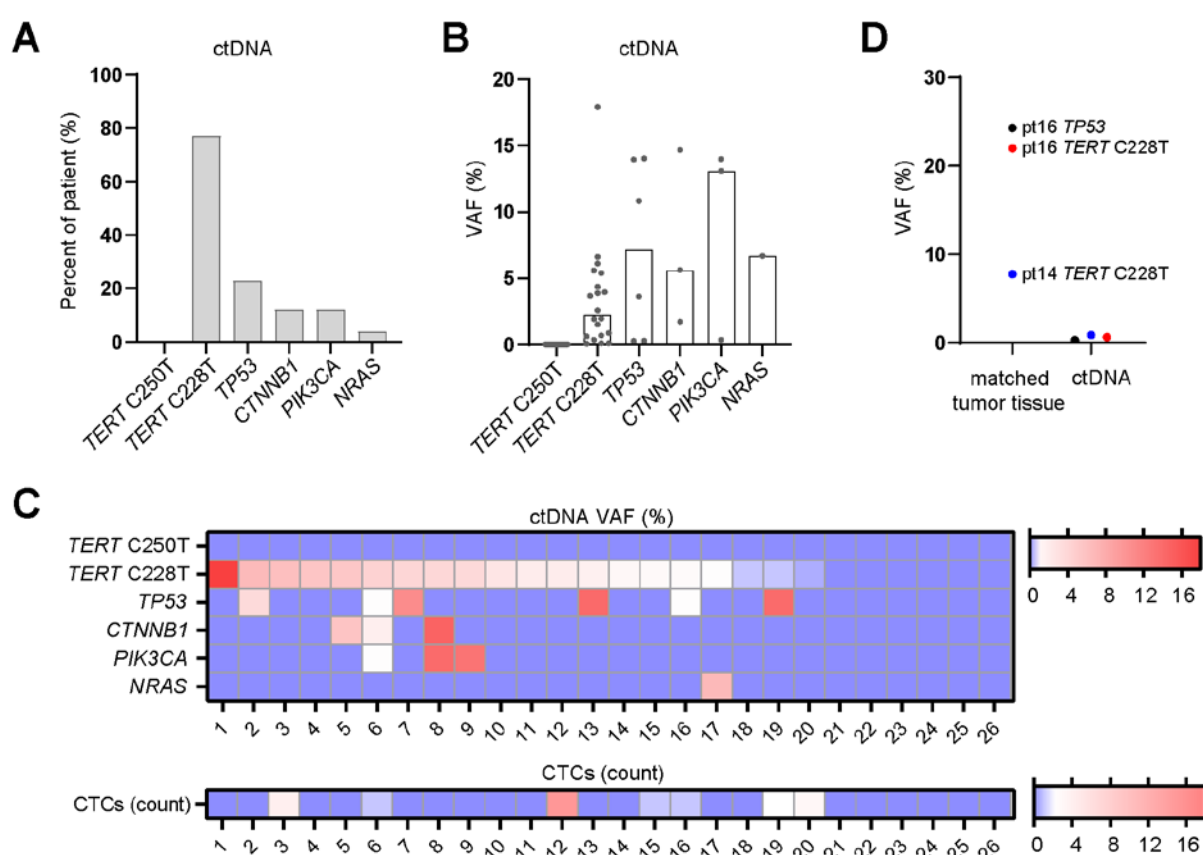 A
ctDNA
Percent of patient (%)
100
80
60
40
20
0
TERT C250T
TERT C228T
TP53
CTNNB1
PIK3CA
NRAS
B
ctDNA
VAF (%)
20
15
10
5
0
TERT C250T
TERT C228T
TP53
CTNNB1
PIK3CA
NRAS
D
VAF (%)
30
20
10
0
pt16 TP53
pt16 TERT C228T
pt14 TERT C228T
matched
tumor tissue
ctDNA
C
ctDNA VAF (%)
TERT C250T
TERT C228T
TP53
CTNNB1
PIK3CA
NRAS
1 2 3 4 5 6 7 8 9 10 11 12 13 14 15 16 17 18 19 20 21 22 23 24 25 26
0 4 8 12 16
CTCs (count)
CTCs (count)
1 2 3 4 5 6 7 8 9 10 11 12 13 14 15 16 17 18 19 20 21 22 23 24 25 26
0 4 8 12 16